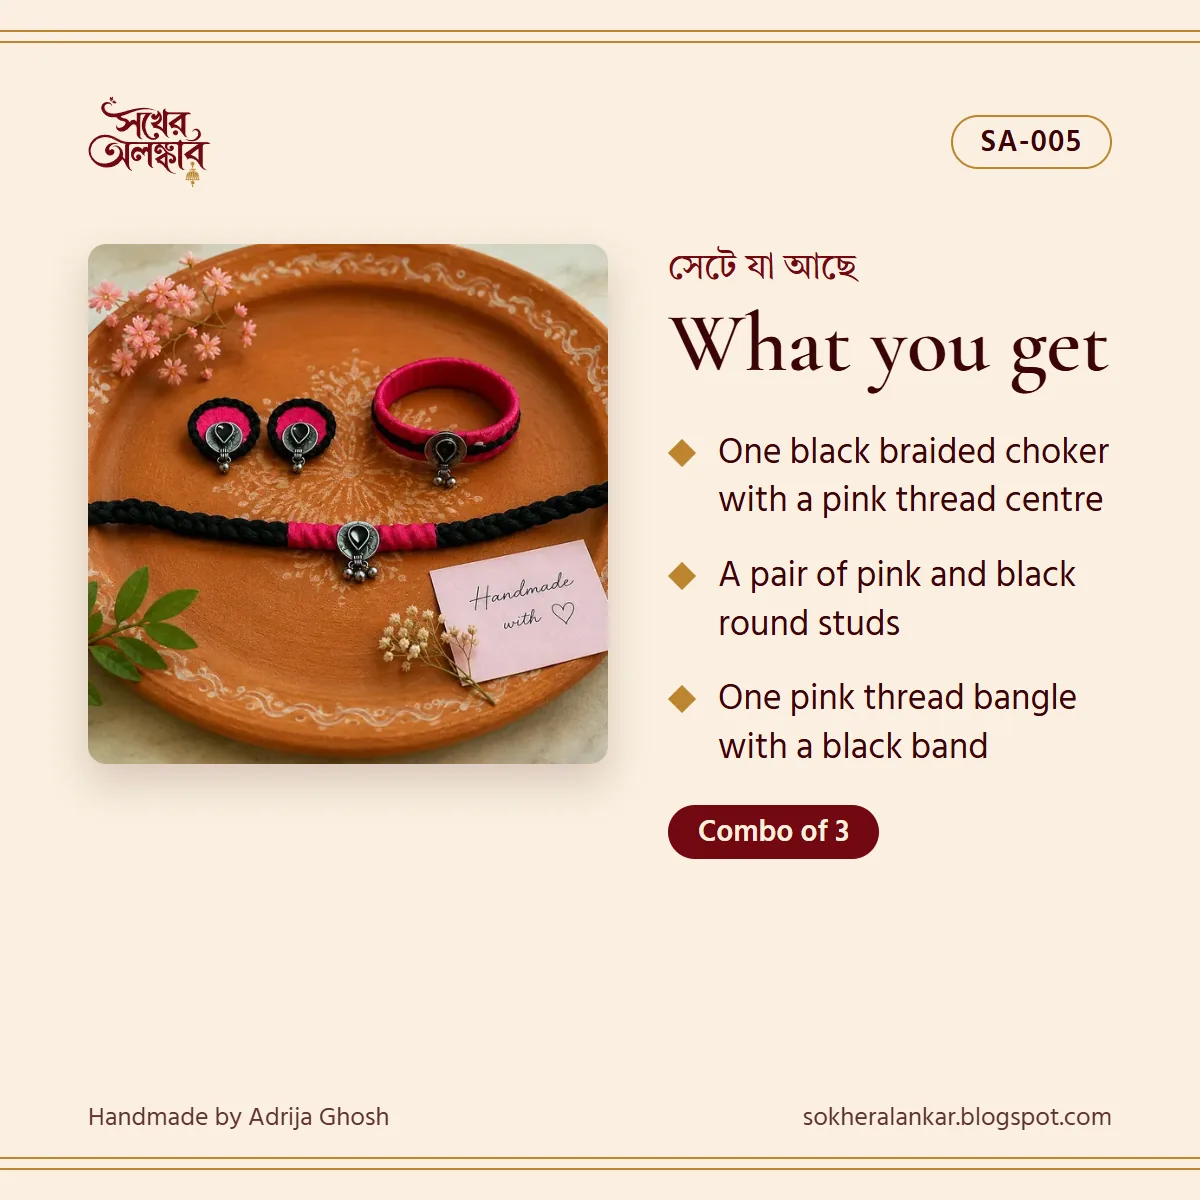 সখের
অলঙ্কার
SA-005
সেটে যা আছে
What you get
One black braided choker
with a pink thread centre
A pair of pink and black
round studs
One pink thread bangle
with a black band
Combo of 3
Handmade
with
Handmade by Adrija Ghosh
sokheralankar.blogspot.com